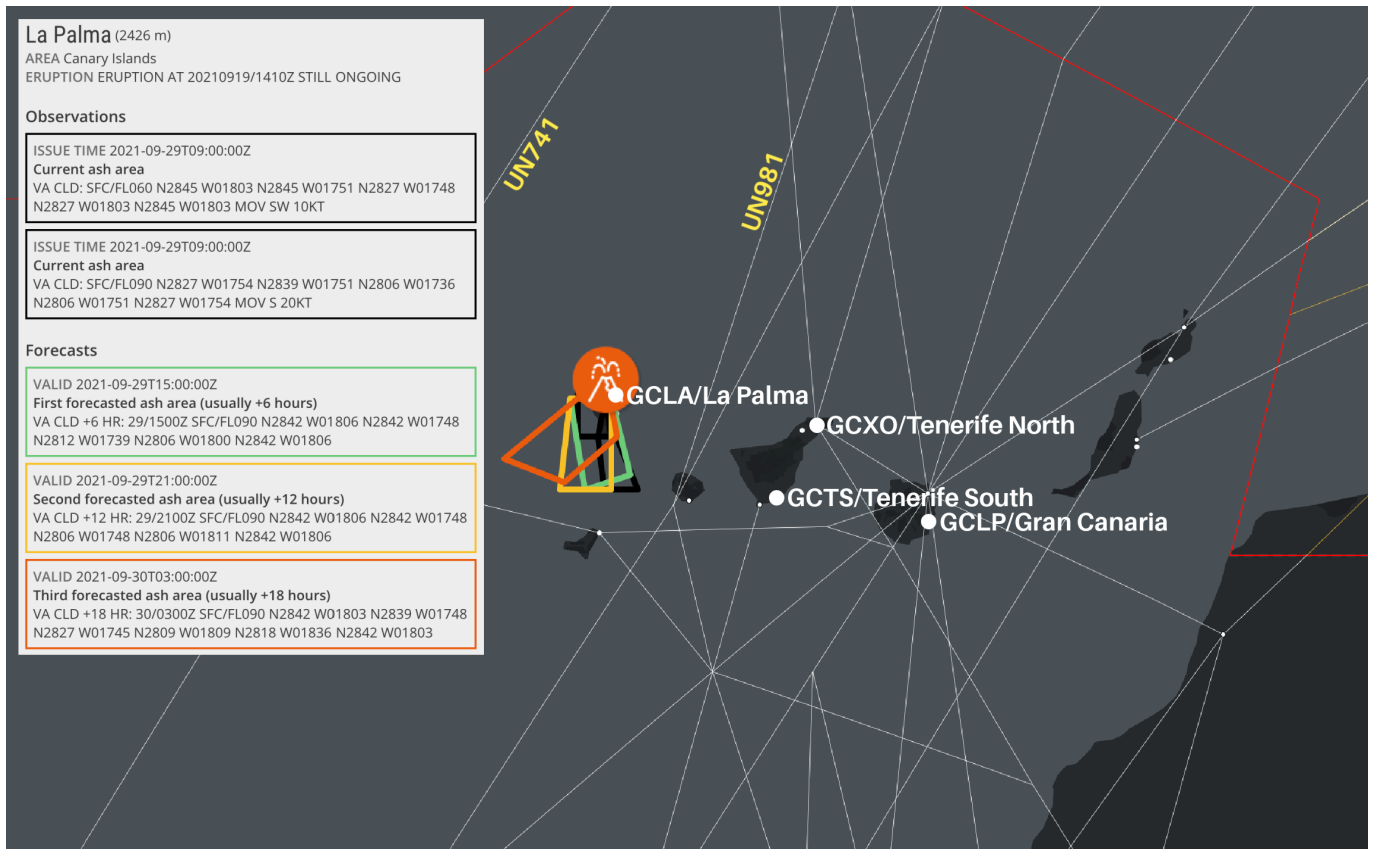 La Palma (2426 m)
AREA Canary Islands
ERUPTION ERUPTION AT 20210919/1410Z STILL ONGOING
Observations
ISSUE TIME 2021-09-29T09:00:00Z
Current ash area
VA CLD: SFC/FL060 N2845 W01803 N2845 W01751 N2827 W01748
N2827 W01803 N2845 W01803 MOV SW 10KT
ISSUE TIME 2021-09-29T09:00:00Z
Current ash area
VA CLD: SFC/FL090 N2827 W01754 N2839 W01751 N2806 W01736
N2806 W01751 N2827 W01754 MOV S 20KT
Forecasts
VALID 2021-09-29T15:00:00Z
First forecasted ash area (usually +6 hours)
VA CLD +6 HR: 29/1500Z SFC/FL090 N2842 W01806 N2842 W01748
N2812 W01739 N2806 W01800 N2842 W01806
VALID 2021-09-29T21:00:00Z
Second forecasted ash area (usually +12 hours)
VA CLD +12 HR: 29/2100Z SFC/FL090 N2842 W01806 N2842 W01748
N2806 W01748 N2806 W01811 N2842 W01806
VALID 2021-09-30T03:00:00Z
Third forecasted ash area (usually +18 hours)
VA CLD +18 HR: 30/0300Z SFC/FL090 N2842 W01803 N2839 W01748
N2827 W01745 N2809 W01809 N2818 W01836 N2842 W01803
UN741
UN981
GCLA/La Palma
GCXO/Tenerife North
GCTS/Tenerife South
GCLP/Gran Canaria